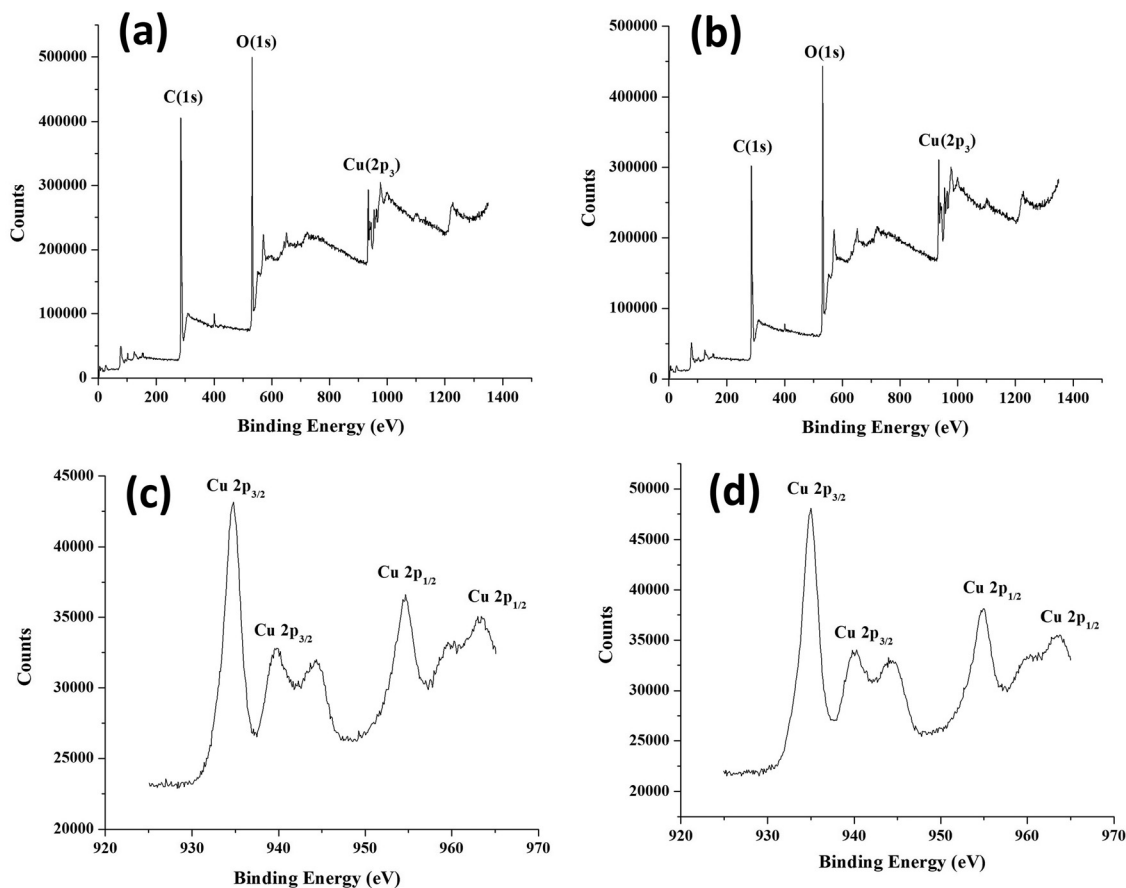 (a)
O(1s)
C(1s)
Cu(2p3)
500000
400000
300000
200000
100000
0
Counts
0 200 400 600 800 1000 1200 1400
Binding Energy (eV)
(b)
O(1s)
C(1s)
Cu(2p3)
500000
400000
300000
200000
100000
0
Counts
0 200 400 600 800 1000 1200 1400
Binding Energy (eV)
(c)
Cu 2p3/2
Cu 2p3/2
Cu 2p1/2
Cu 2p1/2
45000
40000
35000
30000
25000
20000
Counts
920 930 940 950 960 970
Binding Energy (eV)
(d)
Cu 2p3/2
Cu 2p3/2
Cu 2p1/2
Cu 2p1/2
50000
45000
40000
35000
30000
25000
20000
Counts
920 930 940 950 960 970
Binding Energy (eV)